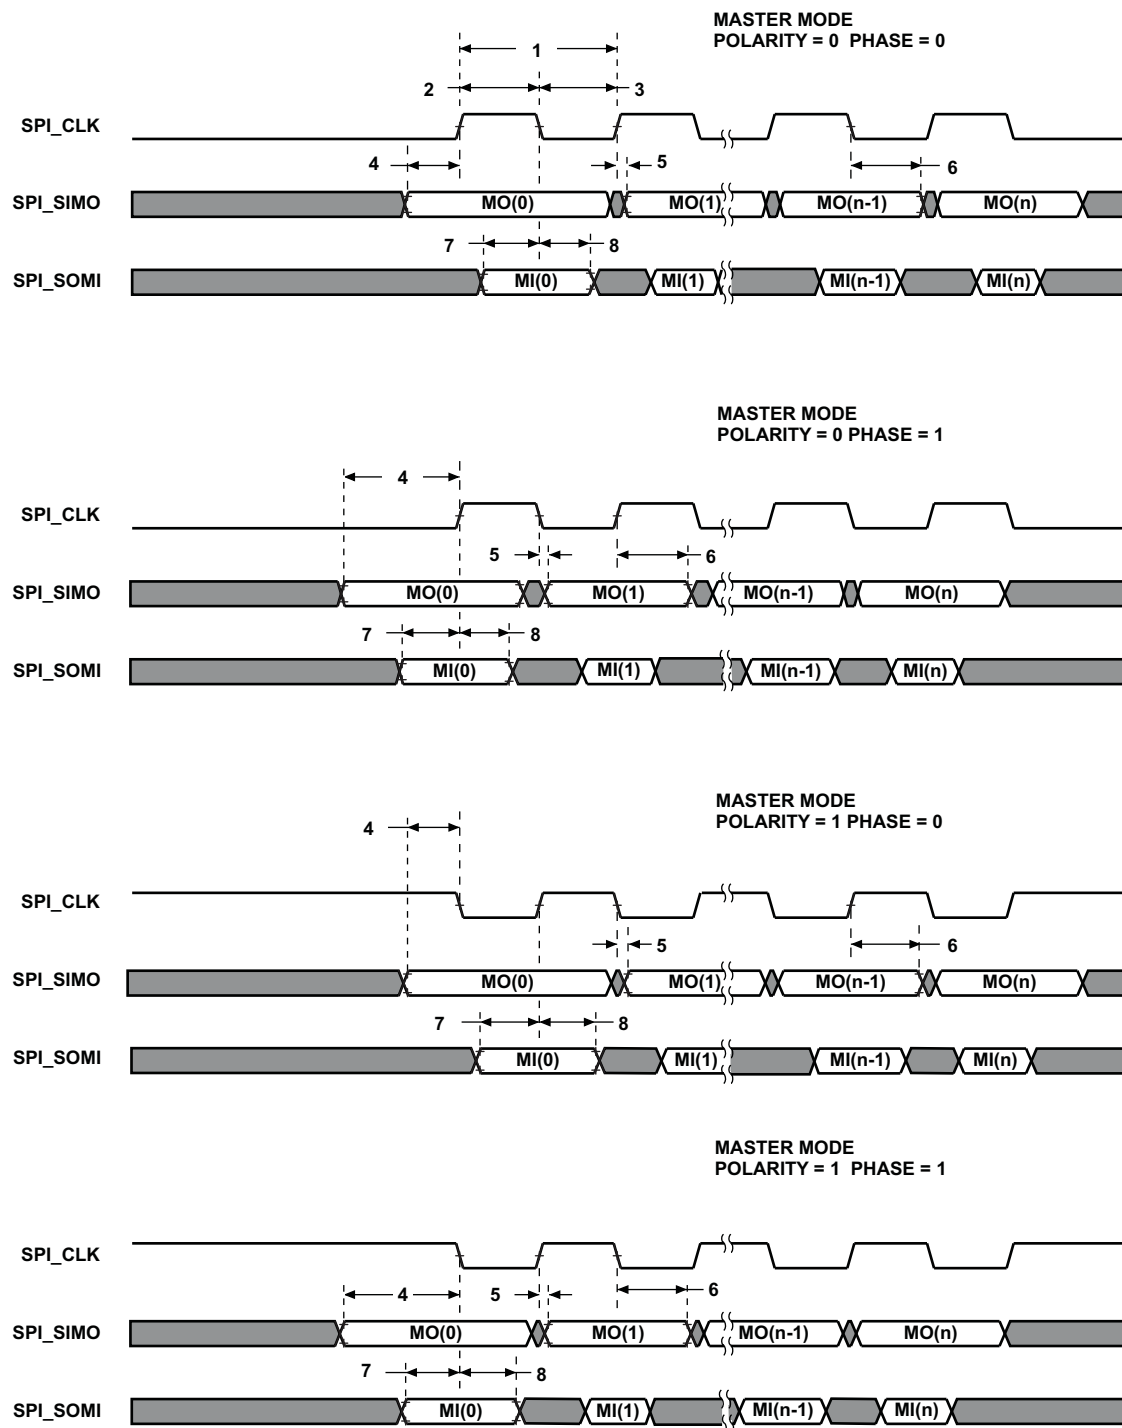 MASTER MODE
POLARITY = 0 PHASE = 0
1
2 3
SPI_CLK
4 5 6
SPI_SIMO MO(0) MO(1) MO(n-1) MO(n)
7 8
SPI_SOMI MI(0) MI(1) MI(n-1) MI(n)
MASTER MODE
POLARITY = 0 PHASE = 1
4
SPI_CLK
5 6
SPI_SIMO MO(0) MO(1) MO(n-1) MO(n)
7 8
SPI_SOMI MI(0) MI(1) MI(n-1) MI(n)
MASTER MODE
POLARITY = 1 PHASE = 0
4
SPI_CLK
5 6
SPI_SIMO MO(0) MO(1) MO(n-1) MO(n)
7 8
SPI_SOMI MI(0) MI(1) MI(n-1) MI(n)
MASTER MODE
POLARITY = 1 PHASE = 1
SPI_CLK
4 5 6
SPI_SIMO MO(0) MO(1) MO(n-1) MO(n)
7 8
SPI_SOMI MI(0) MI(1) MI(n-1) MI(n)